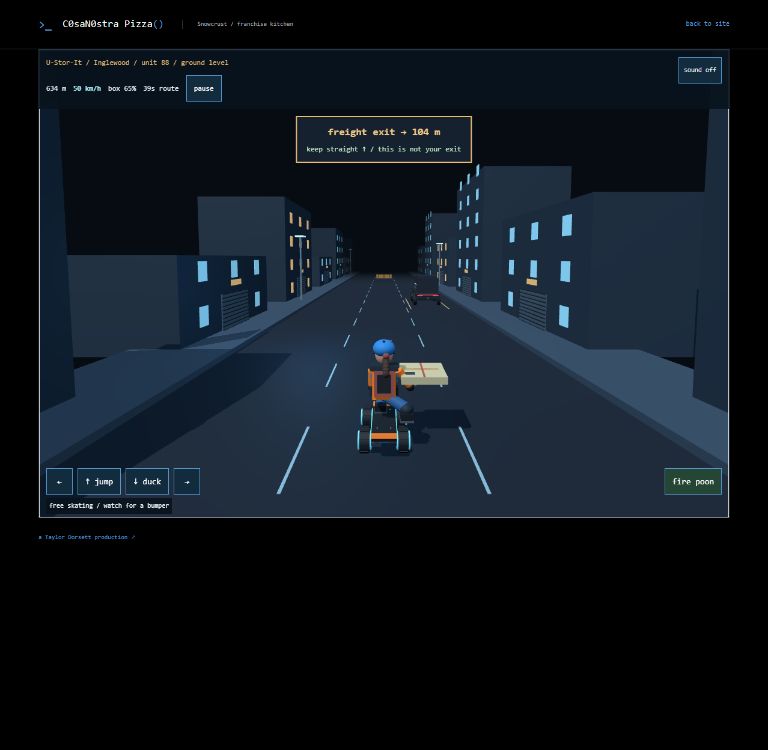 >_ C0saN0stra Pizza() | Snowcrust / franchise kitchen back to site
U-Stor-It / Inglewood / unit 88 / ground level
sound off
634 m 50 km/h box 65% 39s route pause
freight exit → 104 m
keep straight ↑ / this is not your exit
← ↑ jump ↓ duck → fire poon
free skating / watch for a bumper
a Taylor Dorsett production ↗